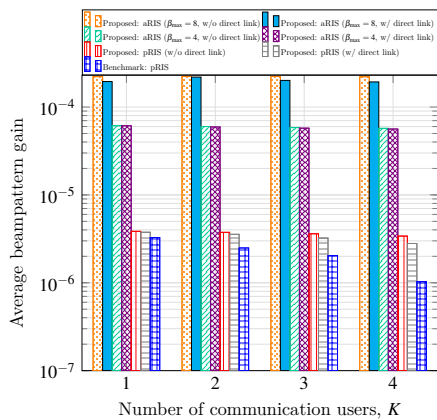 Proposed: aRIS (βmax = 8, w/o direct link) Proposed: aRIS (βmax = 8, w/ direct link)
Proposed: aRIS (βmax = 4, w/o direct link) Proposed: aRIS (βmax = 4, w/ direct link)
Proposed: pRIS (w/o direct link) Proposed: pRIS (w/ direct link)
Benchmark: pRIS
Average beampattern gain
10⁻⁴
10⁻⁵
10⁻⁶
10⁻⁷
1 2 3 4
Number of communication users, K